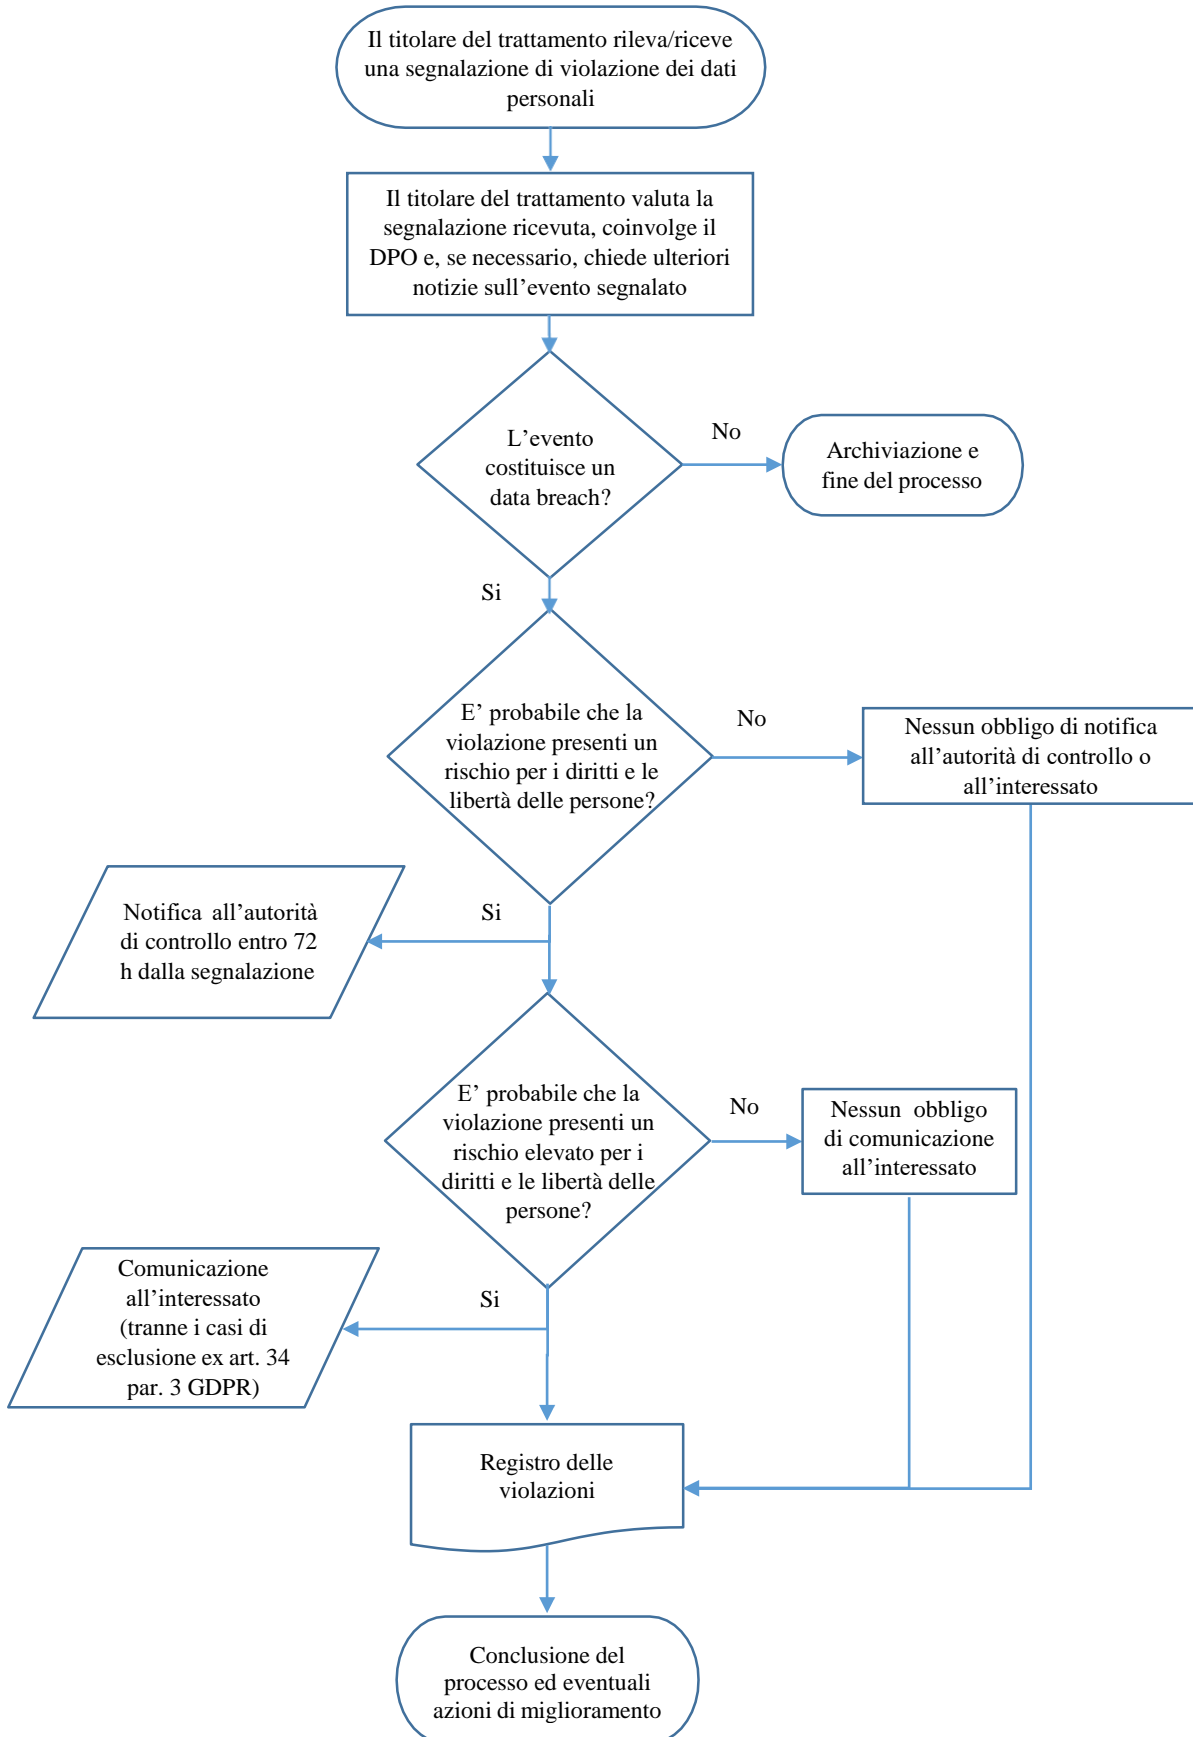 Il titolare del trattamento rileva/riceve
una segnalazione di violazione dei dati
personali
Il titolare del trattamento valuta la
segnalazione ricevuta, coinvolge il
DPO e, se necessario, chiede ulteriori
notizie sull’evento segnalato
L’evento
costituisce un
data breach?
No
Archiviazione e
fine del processo
Si
E’ probabile che la
violazione presenti un
rischio per i diritti e le
libertà delle persone?
No
Nessun obbligo di notifica
all’autorità di controllo o
all’interessato
Si
Notifica all’autorità
di controllo entro 72
h dalla segnalazione
E’ probabile che la
violazione presenti un
rischio elevato per i
diritti e le libertà delle
persone?
No
Nessun obbligo
di comunicazione
all’interessato
Si
Comunicazione
all’interessato
(tranne i casi di
esclusione ex art. 34
par. 3 GDPR)
Registro delle
violazioni
Conclusione del
processo ed eventuali
azioni di miglioramento